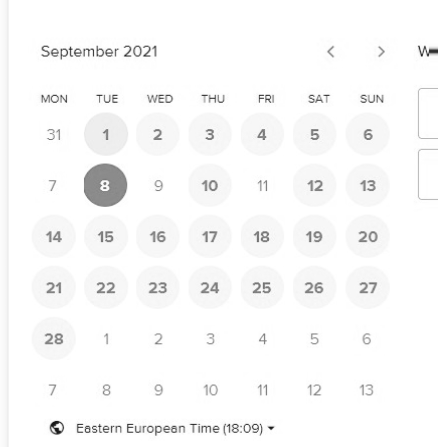 September 2021
MON TUE WED THU FRI SAT SUN
31 1 2 3 4 5 6
7 8 9 10 11 12 13
14 15 16 17 18 19 20
21 22 23 24 25 26 27
28 1 2 3 4 5 6
7 8 9 10 11 12 13
Eastern European Time (18:09)